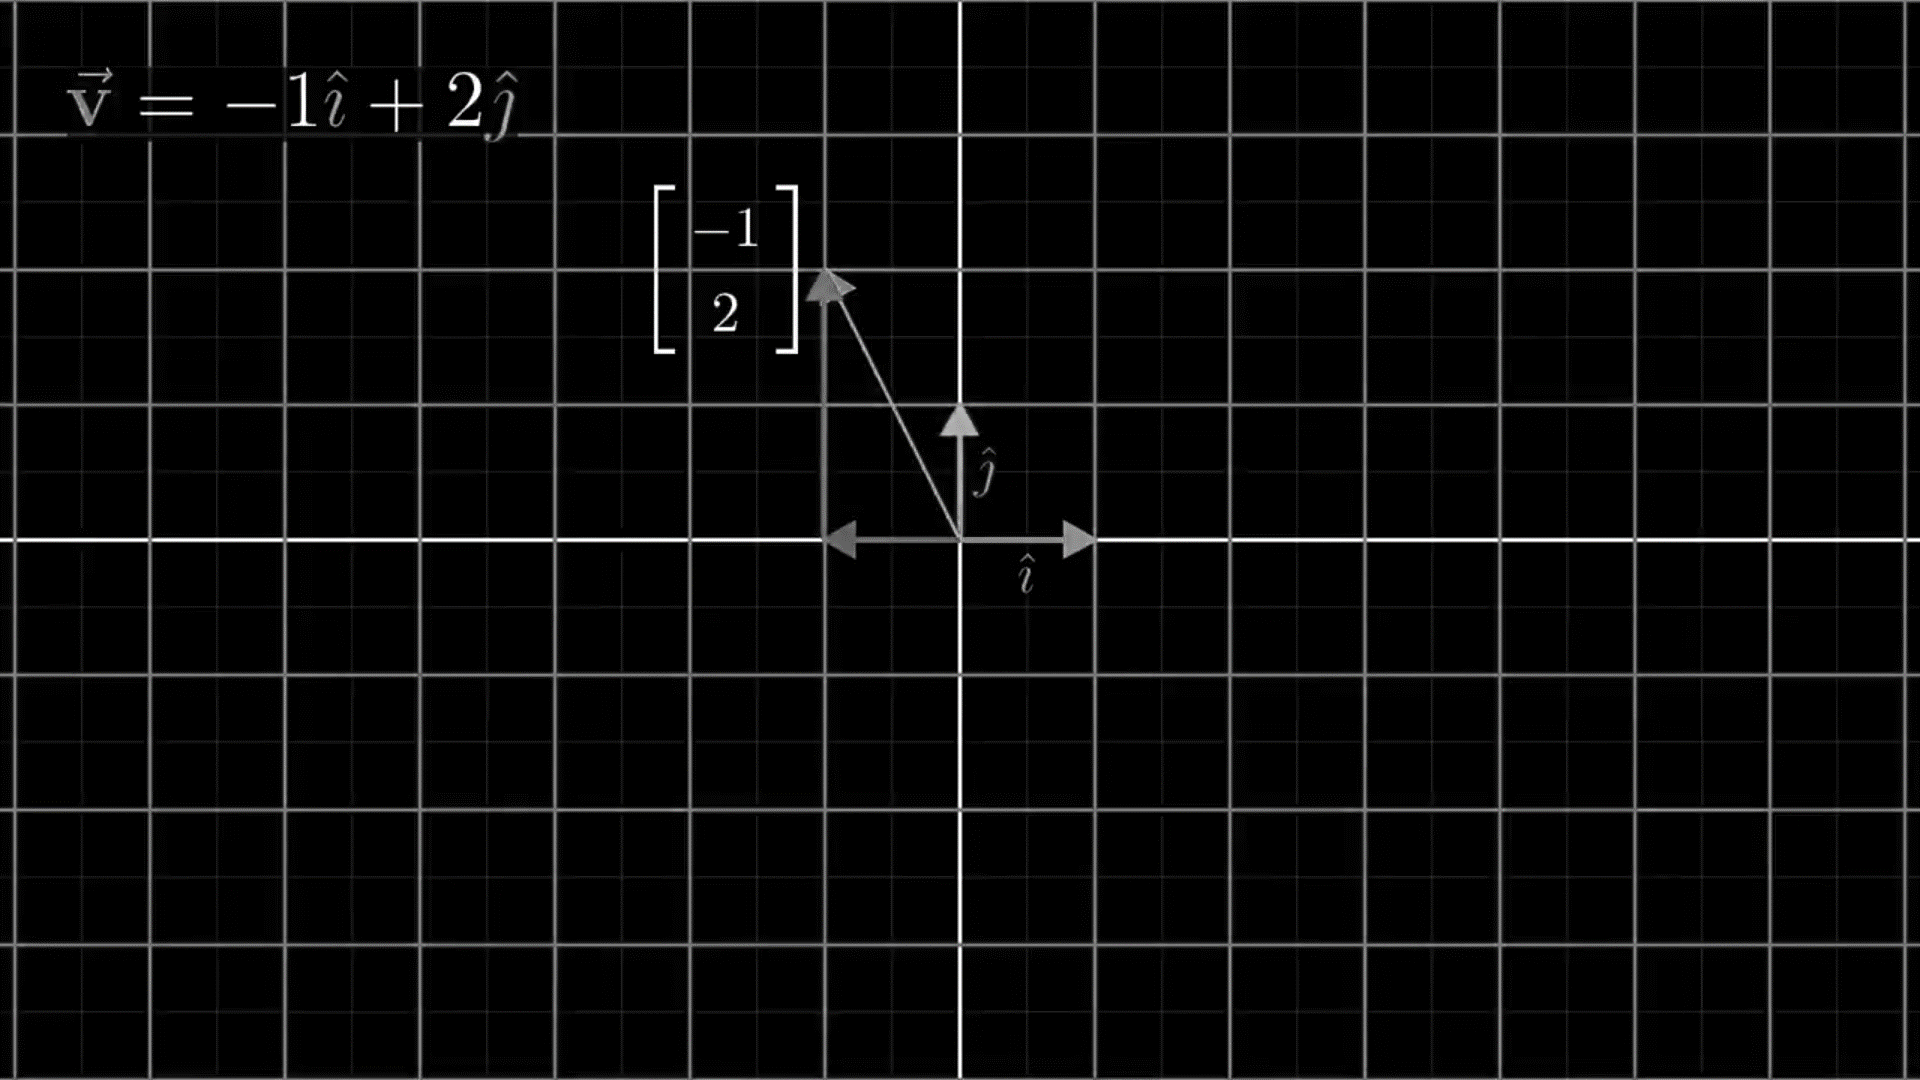 v⃗ = −1î + 2ĵ
[−1
2]
ĵ
î